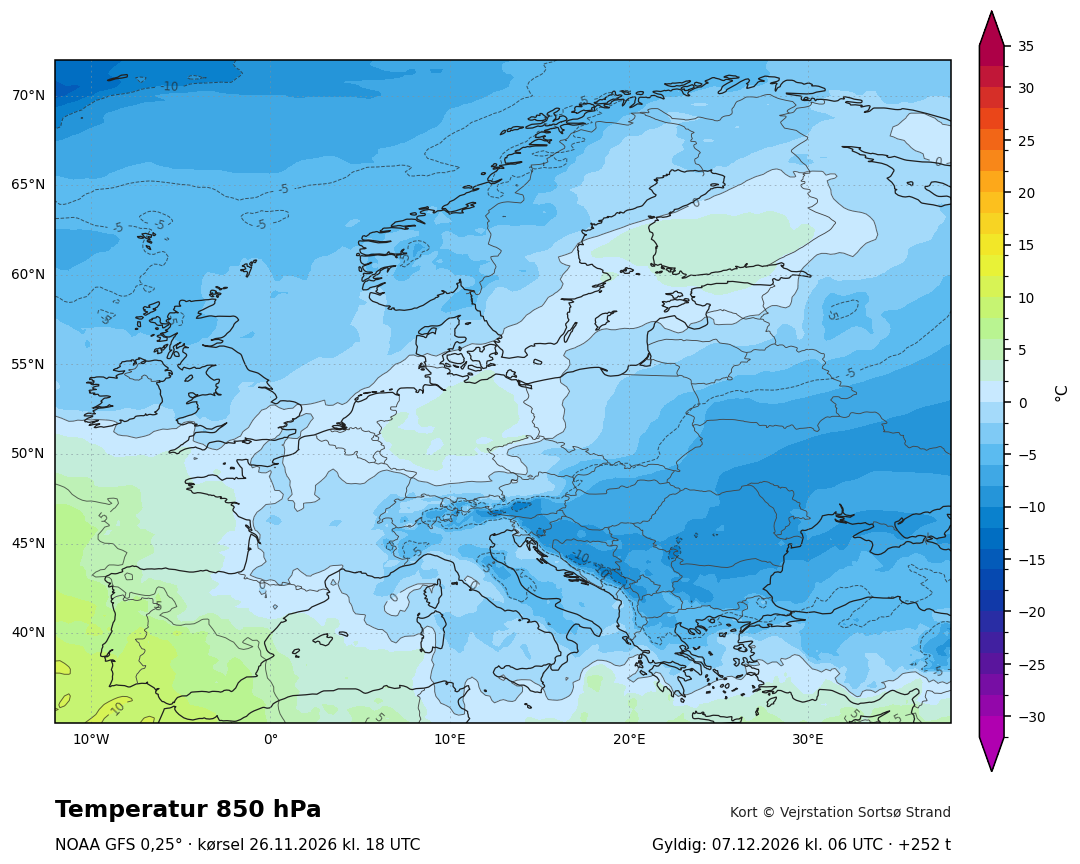 70°N
65°N
60°N
55°N
50°N
45°N
40°N
10°W
0°
10°E
20°E
30°E
35
30
25
20
15
10
5
0
−5
−10
−15
−20
−25
−30
°C
Temperatur 850 hPa
Kort © Vejrstation Sortsø Strand
NOAA GFS 0,25° · kørsel 26.11.2026 kl. 18 UTC
Gyldig: 07.12.2026 kl. 06 UTC · +252 t